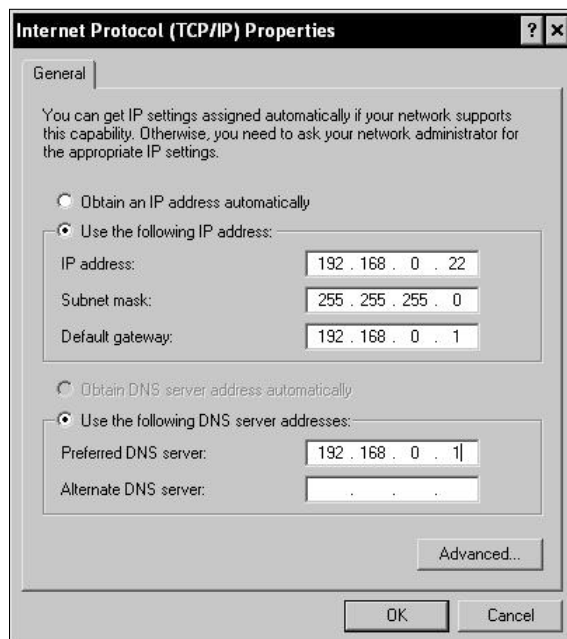 Internet Protocol (TCP/IP) Properties ? ×
General
You can get IP settings assigned automatically if your network supports
this capability. Otherwise, you need to ask your network administrator for
the appropriate IP settings.
Obtain an IP address automatically
Use the following IP address:
IP address: 192 . 168 . 0 . 22
Subnet mask: 255 . 255 . 255 . 0
Default gateway: 192 . 168 . 0 . 1
Obtain DNS server address automatically
Use the following DNS server addresses:
Preferred DNS server: 192 . 168 . 0 . 1
Alternate DNS server: . . .
Advanced...
OK Cancel